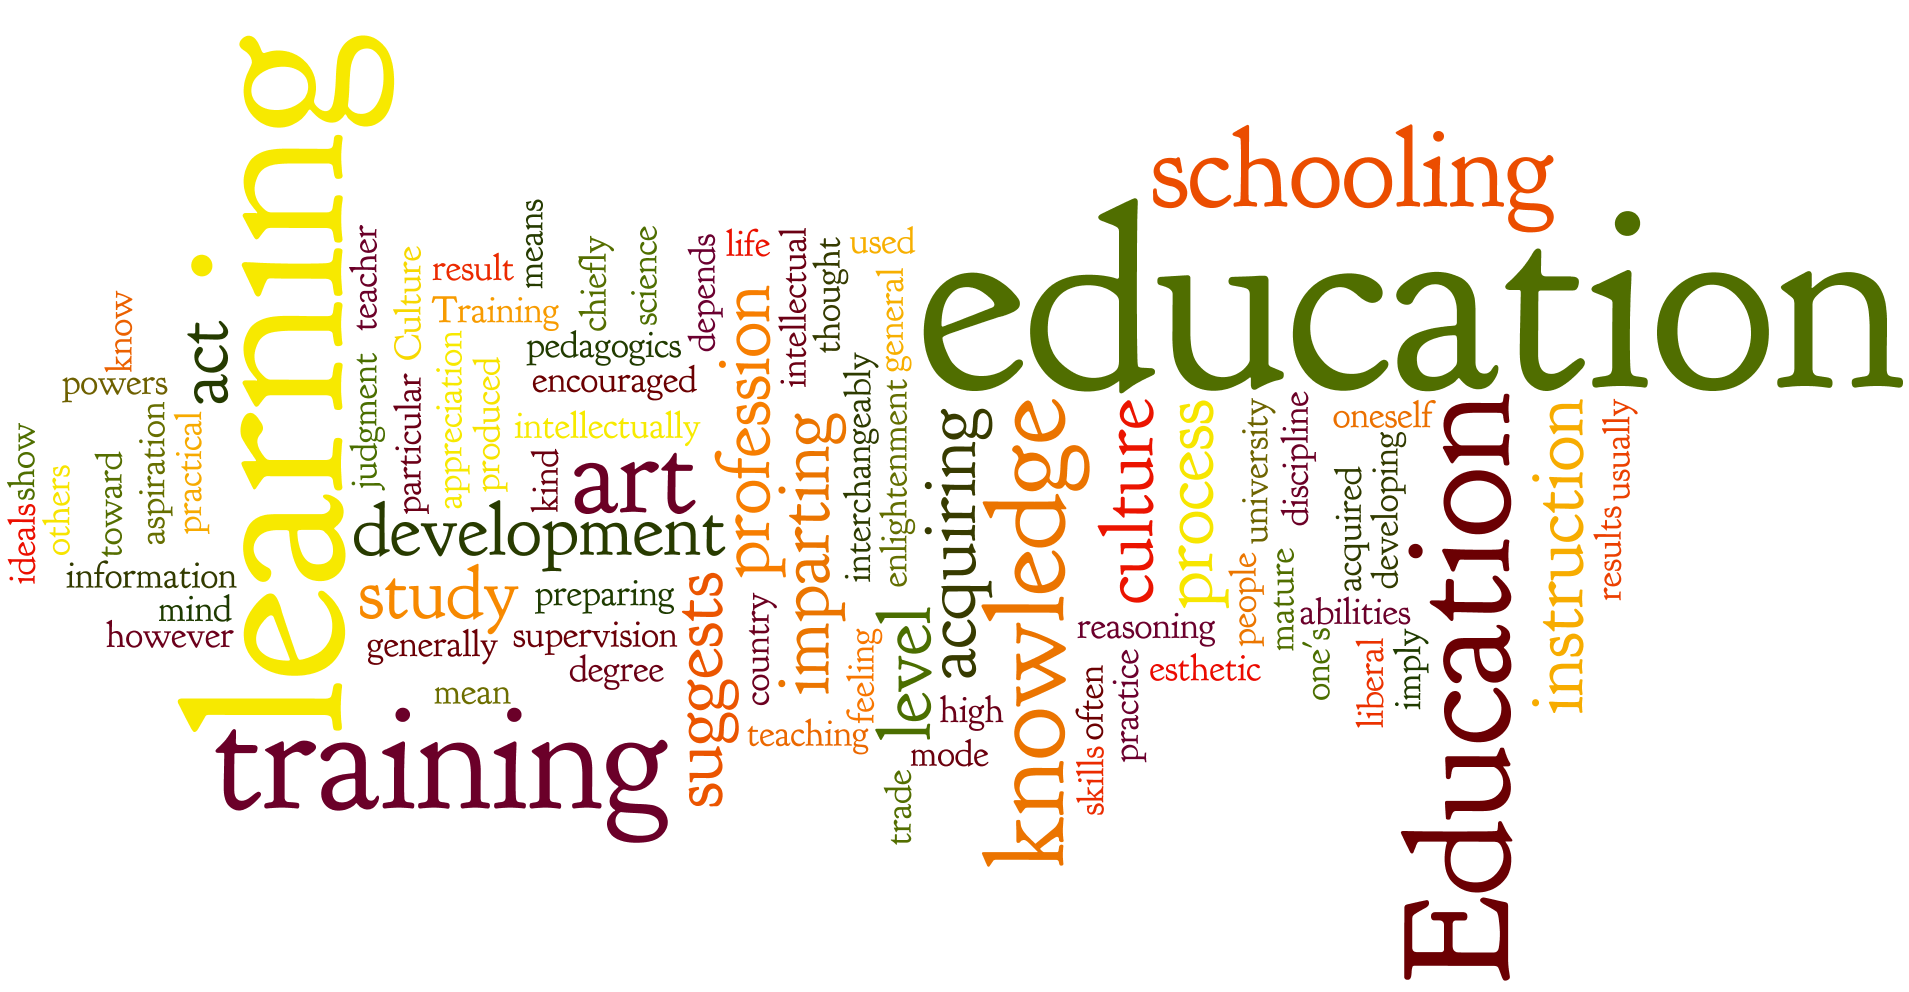 learning
education
schooling
Education
training
knowledge
ideals
show
others
know
powers
toward
aspiration
practical
act
information
mind
however
teacher
judgment
Culture
particular
result
Training
appreciation
produced
means
chiefly
science
pedagogics
encouraged
intellectually
kind
art
development
study
preparing
generally
supervision
degree
mean
suggests
depends
life
profession
intellectual
thought
used
general
imparting
interchangeably
enlightenment
country
feeling
teaching
level
acquiring
high
mode
trade
culture
process
university
discipline
oneself
acquired
developing
people
mature
abilities
reasoning
esthetic
one's
liberal
imply
often
skills
practice
instruction
results
usually